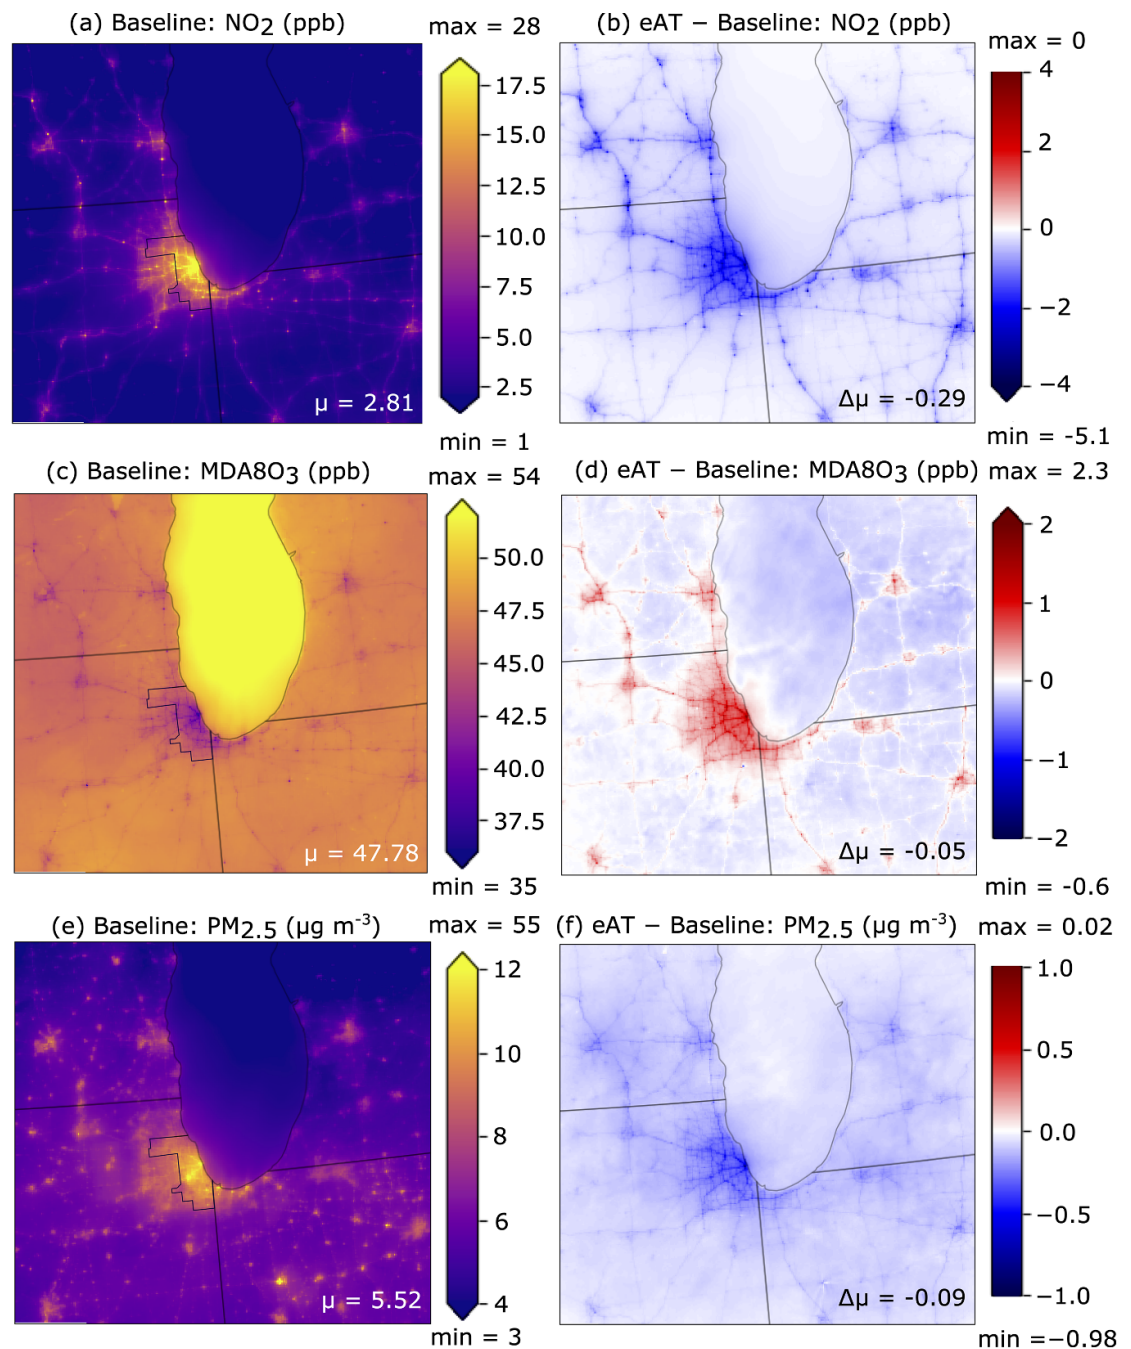 (a) Baseline: NO2 (ppb)
max = 28
17.5
15.0
12.5
10.0
7.5
5.0
2.5
min = 1
μ = 2.81
(b) eAT − Baseline: NO2 (ppb)
max = 0
4
2
0
−2
−4
min = -5.1
Δμ = -0.29
(c) Baseline: MDA8O3 (ppb)
max = 54
50.0
47.5
45.0
42.5
40.0
37.5
min = 35
μ = 47.78
(d) eAT − Baseline: MDA8O3 (ppb)
max = 2.3
2
1
0
−1
−2
min = -0.6
Δμ = -0.05
(e) Baseline: PM2.5 (μg m-3)
max = 55
12
10
8
6
4
min = 3
μ = 5.52
(f) eAT − Baseline: PM2.5 (μg m-3)
max = 0.02
1.0
0.5
0.0
−0.5
−1.0
min =−0.98
Δμ = -0.09